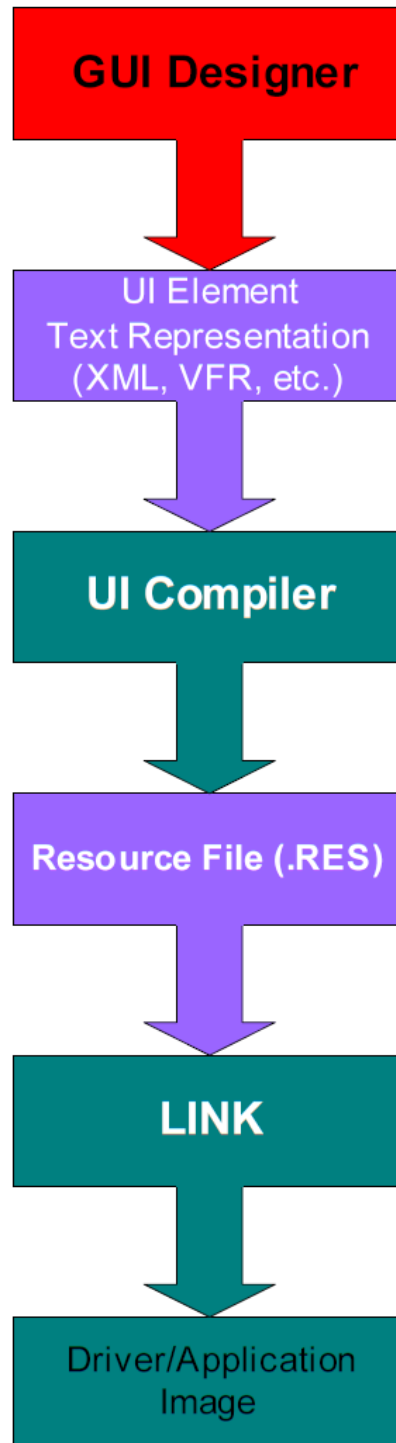 GUI Designer
UI Element
Text Representation
(XML, VFR, etc.)
UI Compiler
Resource File (.RES)
LINK
Driver/Application
Image